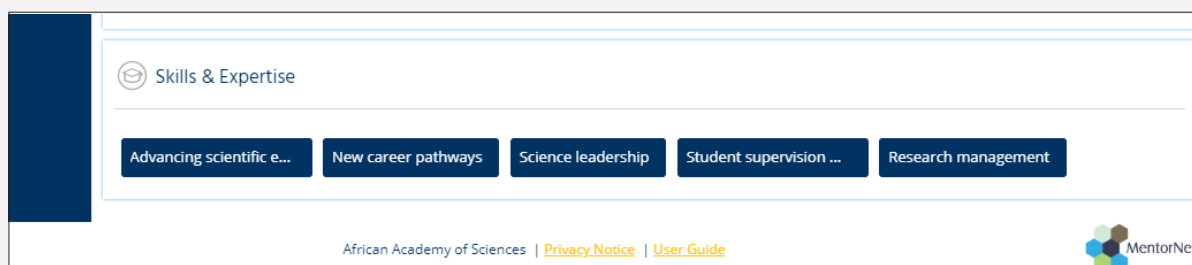 Skills & Expertise
Advancing scientific e... New career pathways Science leadership Student supervision ... Research management
African Academy of Sciences | Privacy Notice | User Guide
MentorNe